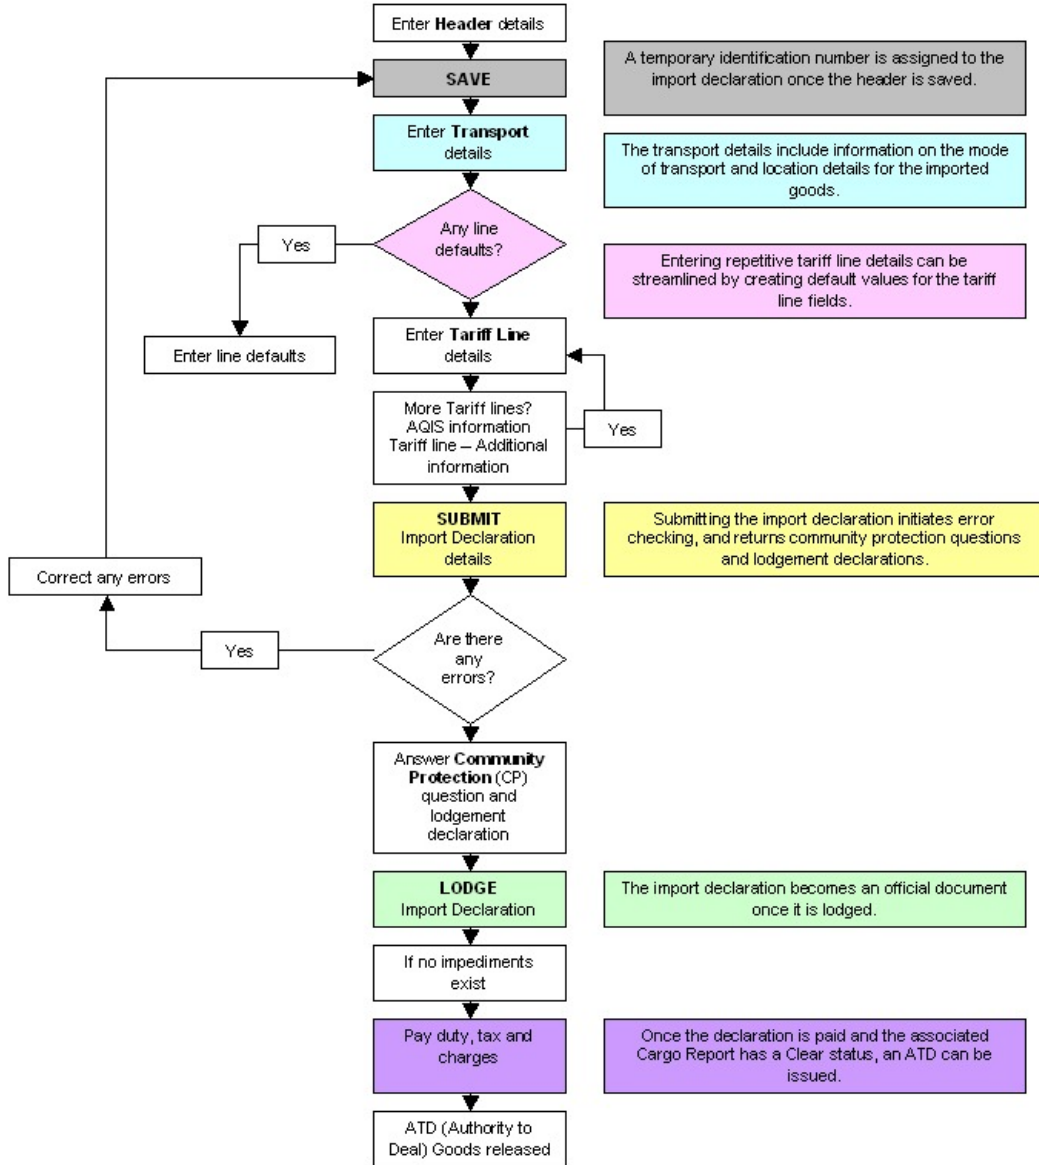 Enter Header details
SAVE
A temporary identification number is assigned to the
import declaration once the header is saved.
Enter Transport
details
The transport details include information on the mode
of transport and location details for the imported
goods.
Any line
defaults?
Yes
Entering repetitive tariff line details can be
streamlined by creating default values for the tariff
line fields.
Enter line defaults
Enter Tariff Line
details
More Tariff lines?
AQIS information
Tariff line – Additional
information
Yes
SUBMIT
Import Declaration
details
Submitting the import declaration initiates error
checking, and returns community protection questions
and lodgement declarations.
Correct any errors
Yes
Are there
any
errors?
Answer Community
Protection (CP)
question and
lodgement
declaration
LODGE
Import Declaration
The import declaration becomes an official document
once it is lodged.
If no impediments
exist
Pay duty, tax and
charges
Once the declaration is paid and the associated
Cargo Report has a Clear status, an ATD can be
issued.
ATD (Authority to
Deal) Goods released